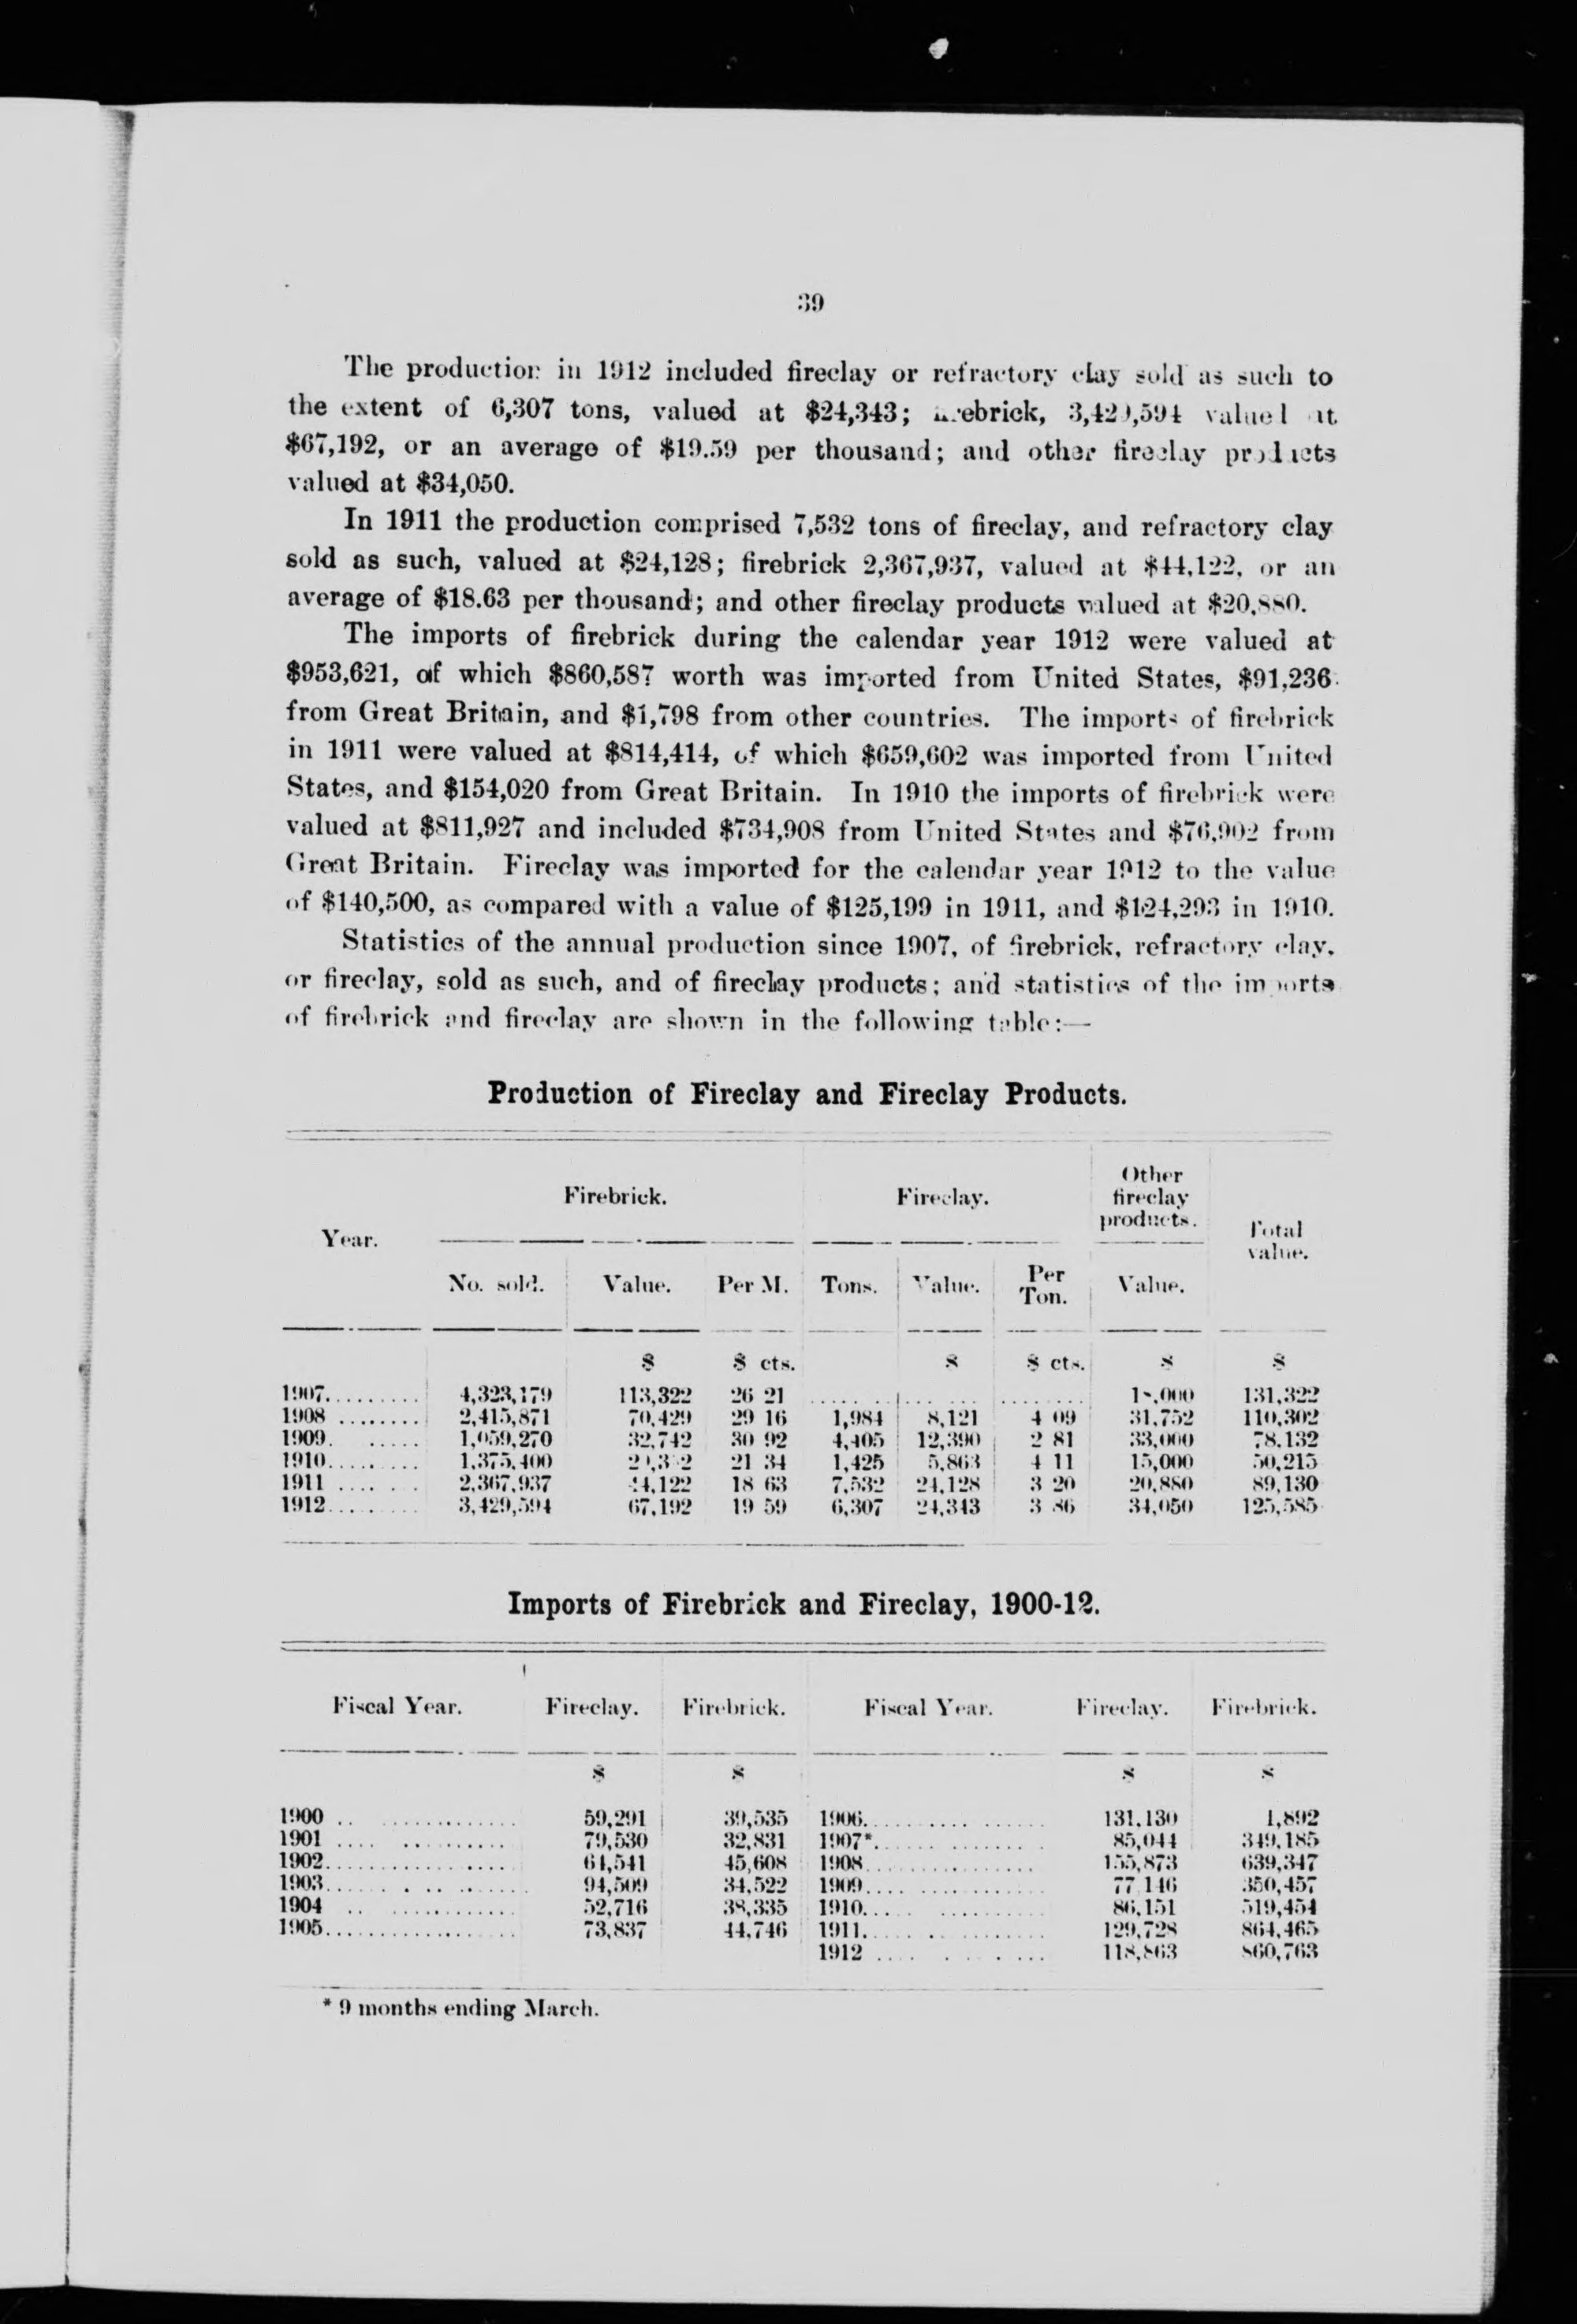 39
The production in 1912 included fireclay or refractory clay sold as such to
the extent of 6,307 tons, valued at $24,343; firebrick, 3,429,594 valued at
$67,192, or an average of $19.59 per thousand; and other fireclay products
valued at $34,050.
In 1911 the production comprised 7,532 tons of fireclay, and refractory clay
sold as such, valued at $24,128; firebrick 2,367,937, valued at $44,122, or an
average of $18.63 per thousand; and other fireclay products valued at $20,880.
The imports of firebrick during the calendar year 1912 were valued at
$953,621, of which $860,587 worth was imported from United States, $91,236
from Great Britain, and $1,798 from other countries. The imports of firebrick
in 1911 were valued at $814,414, of which $659,602 was imported from United
States, and $154,020 from Great Britain. In 1910 the imports of firebrick were
valued at $811,927 and included $734,908 from United States and $76,902 from
Great Britain. Fireclay was imported for the calendar year 1912 to the value
of $140,500, as compared with a value of $125,199 in 1911, and $124,293 in 1910.
Statistics of the annual production since 1907, of firebrick, refractory clay,
or fireclay, sold as such, and of fireclay products; and statistics of the imports
of firebrick and fireclay are shown in the following table:—
Production of Fireclay and Fireclay Products.
Year. Firebrick. Fireclay. Other fireclay products. Total value.
No. sold. Value. Per M. Tons. Value. Per Ton. Value.
$ $ cts. $ $ cts. $ $
1907......... 4,323,179 113,322 26 21 ........ ........ ........ 18,000 131,322
1908 ........ 2,415,871 70,429 29 16 1,984 8,121 4 09 31,752 110,302
1909. ...... 1,059,270 32,742 30 92 4,405 12,390 2 81 33,000 78,132
1910......... 1,375,400 21 34 1,425 5,863 4 11 15,000 50,215
1911 ........ 2,367,937 44,122 18 63 7,532 24,128 3 20 20,880 89,130
1912......... 3,429,594 67,192 19 59 6,307 24,343 3 86 34,050 125,585
Imports of Firebrick and Fireclay, 1900-12.
Fiscal Year. Fireclay. Firebrick. Fiscal Year. Fireclay. Firebrick.
$ $ $ $
1900 .. .............. 59,291 39,535 1906.................. 131,130 1,892
1901 .... ............ 79,530 32,831 1907*................. 85,044 349,185
1902.................. 61,541 45,608 1908.................. 155,873 639,347
1903.................. 94,509 34,522 1909.................. 77,146 350,457
1904 .. .............. 52,716 38,335 1910.................. 86,151 519,454
1905.................. 73,837 44,746 1911.................. 129,728 864,465
1912 .... ............ 118,863 860,763
* 9 months ending March.